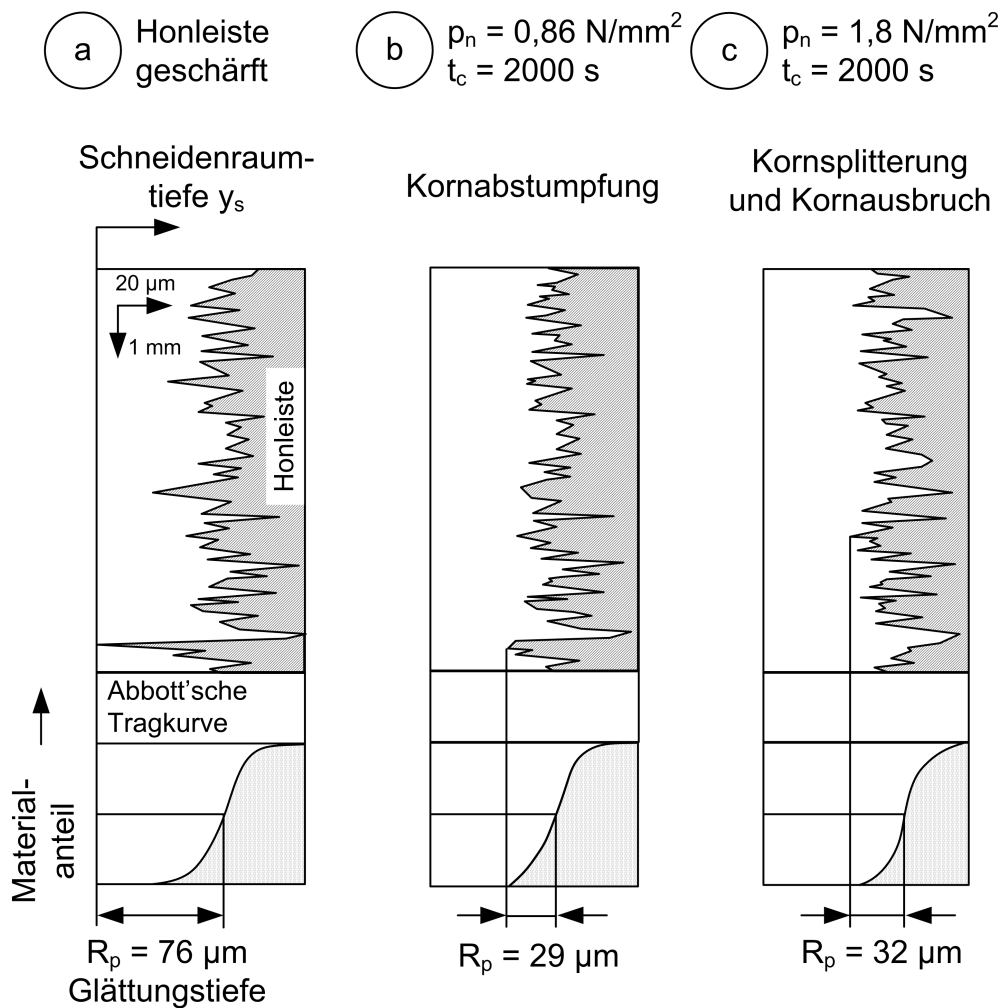 a
Honleiste
geschärft
b
pₙ = 0,86 N/mm²
t꜀ = 2000 s
c
pₙ = 1,8 N/mm²
t꜀ = 2000 s
Schneidenraum-
tiefe yₛ
Kornabstumpfung
Kornsplitterung
und Kornausbruch
20 µm
1 mm
Honleiste
Abbott'sche
Tragkurve
Material-
anteil
Rₚ = 76 µm
Glättungstiefe
Rₚ = 29 µm
Rₚ = 32 µm